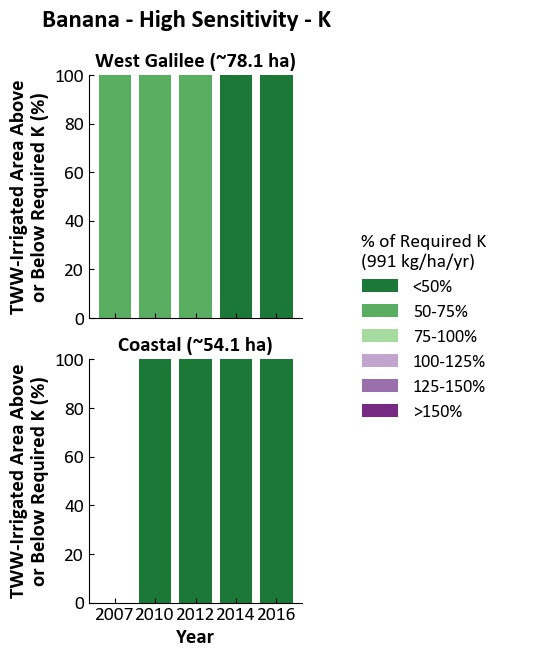 Banana - High Sensitivity - K
West Galilee (~78.1 ha)
TWW-Irrigated Area Above
or Below Required K (%)
100
80
60
40
20
0
Coastal (~54.1 ha)
TWW-Irrigated Area Above
or Below Required K (%)
100
80
60
40
20
0
2007 2010 2012 2014 2016
Year
% of Required K
(991 kg/ha/yr)
<50%
50-75%
75-100%
100-125%
125-150%
>150%